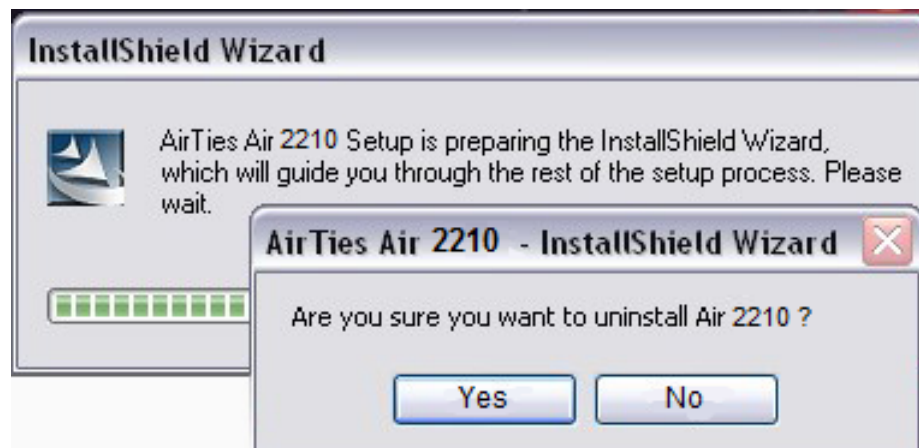 InstallShield Wizard
AirTies Air 2210 Setup is preparing the InstallShield Wizard,
which will guide you through the rest of the setup process. Please
wait.
AirTies Air 2210 - InstallShield Wizard
Are you sure you want to uninstall Air 2210 ?
Yes No